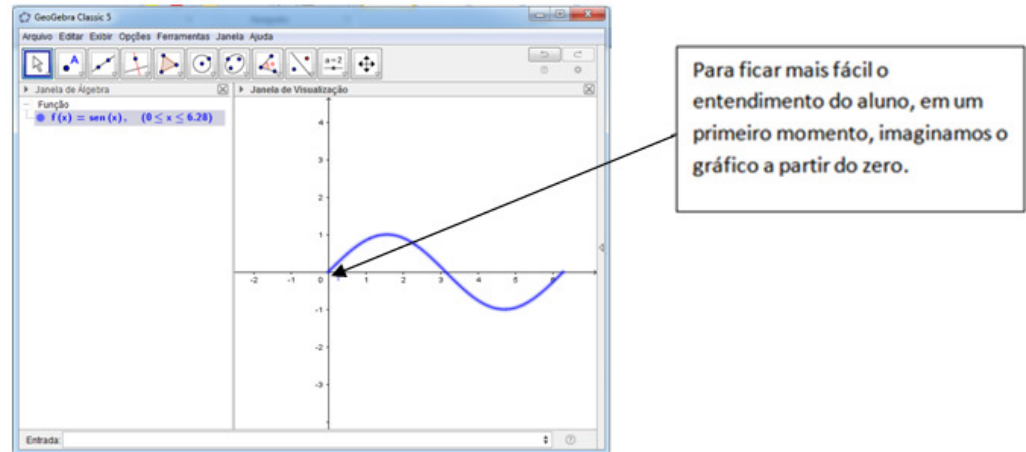 GeoGebra Classic 5
Arquivo Editar Exibir Opções Ferramentas Janela Ajuda
A
a=2
Janela de Álgebra
Janela de Visualização
Função
f(x) = sen(x), (0 ≤ x ≤ 6.28)
4
3
2
1
-2 -1 0 1 2 3 4 5 6
-1
-2
-3
Entrada:
Para ficar mais fácil o
entendimento do aluno, em um
primeiro momento, imaginamos o
gráfico a partir do zero.